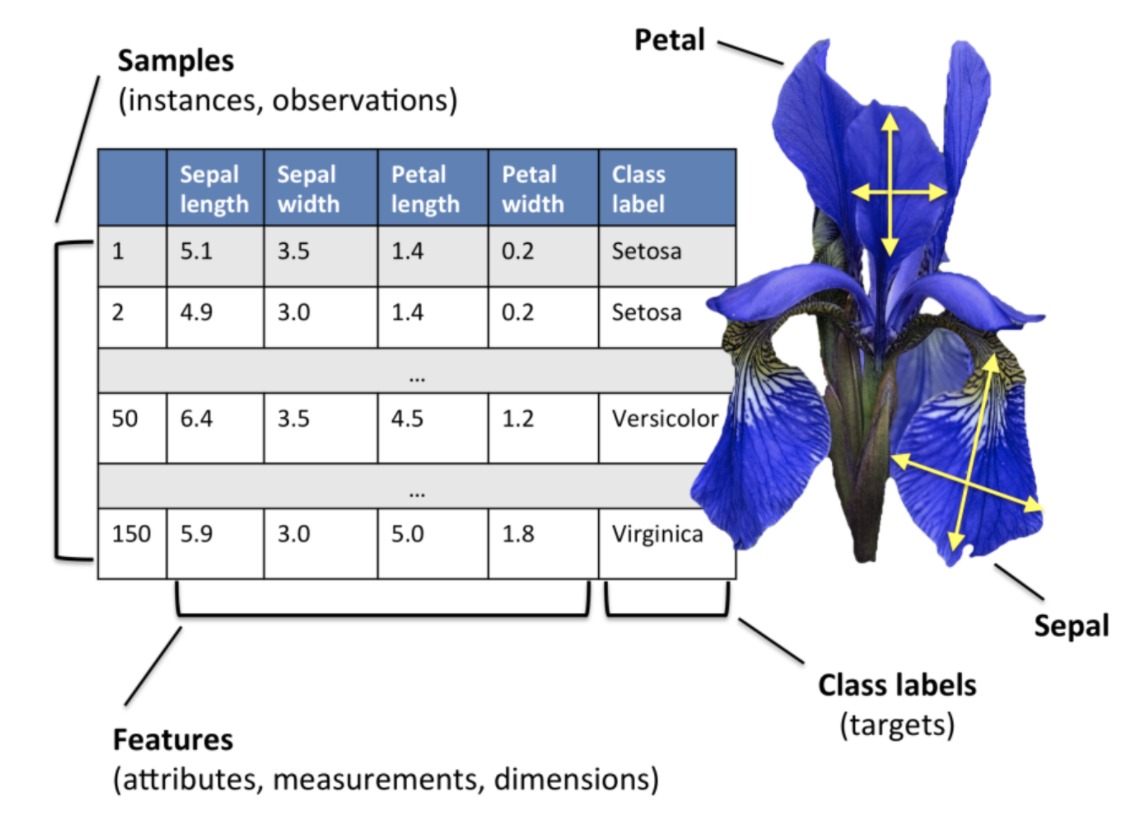 Petal
Samples
(instances, observations)
Sepal length Sepal width Petal length Petal width Class label
1 5.1 3.5 1.4 0.2 Setosa
2 4.9 3.0 1.4 0.2 Setosa
...
50 6.4 3.5 4.5 1.2 Versicolor
...
150 5.9 3.0 5.0 1.8 Virginica
Sepal
Class labels
(targets)
Features
(attributes, measurements, dimensions)